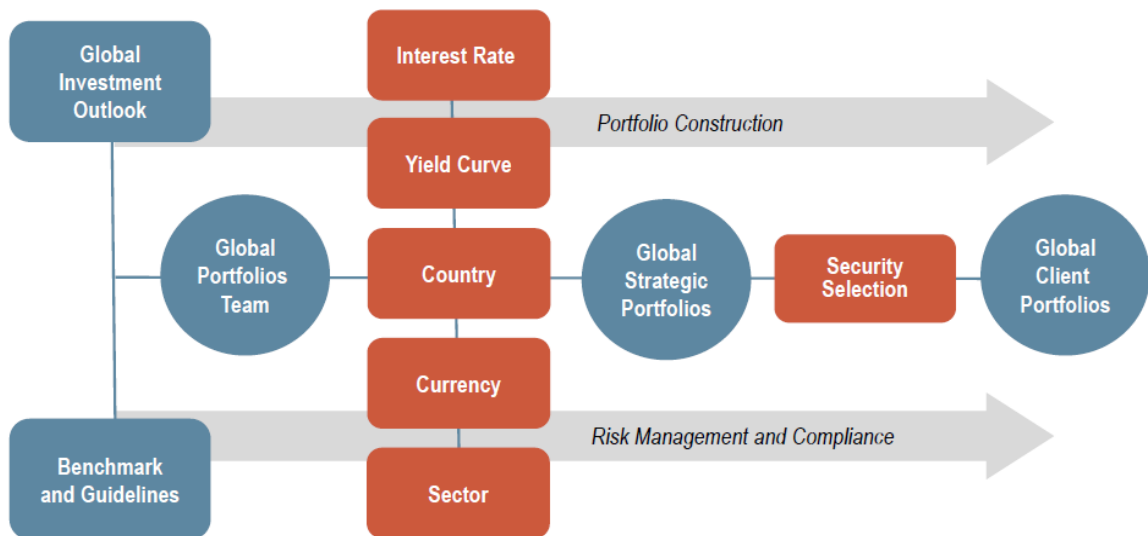 Global
Investment
Outlook
Interest Rate
Portfolio Construction
Yield Curve
Global
Portfolios
Team
Country
Global
Strategic
Portfolios
Security
Selection
Global
Client
Portfolios
Currency
Risk Management and Compliance
Benchmark
and Guidelines
Sector